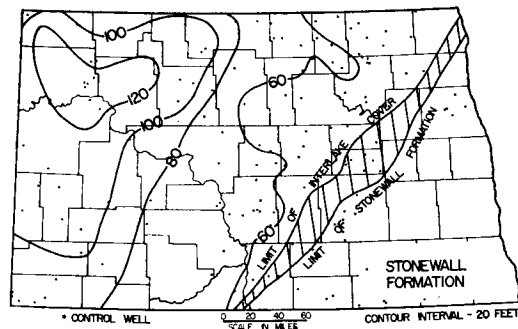 100
120
100
80
60
60
LIMIT OF INTERLAKE COVER
LIMIT OF STONEWALL FORMATION
STONEWALL
FORMATION
* CONTROL WELL
0 20 40 60
SCALE IN MILES
CONTOUR INTERVAL - 20 FEET